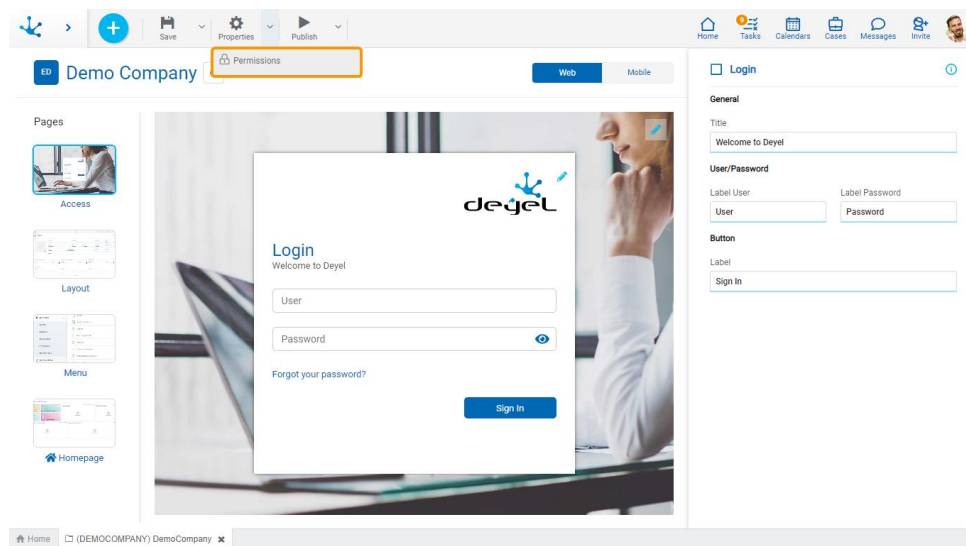 Save
Properties
Publish
Home
9
Tasks
Calendars
Cases
Messages
Invite
Permissions
ED
Demo Company
Web
Mobile
Pages
Access
Layout
Menu
Homepage
deyel
Login
Welcome to Deyel
User
Password
Forgot your password?
Sign In
Login
General
Title
Welcome to Deyel
User/Password
Label User
Label Password
User
Password
Button
Label
Sign In
Home
(DEMOCOMPANY) DemoCompany